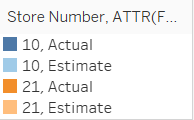 Store Number, ATTR(F...
10, Actual
10, Estimate
21, Actual
21, Estimate